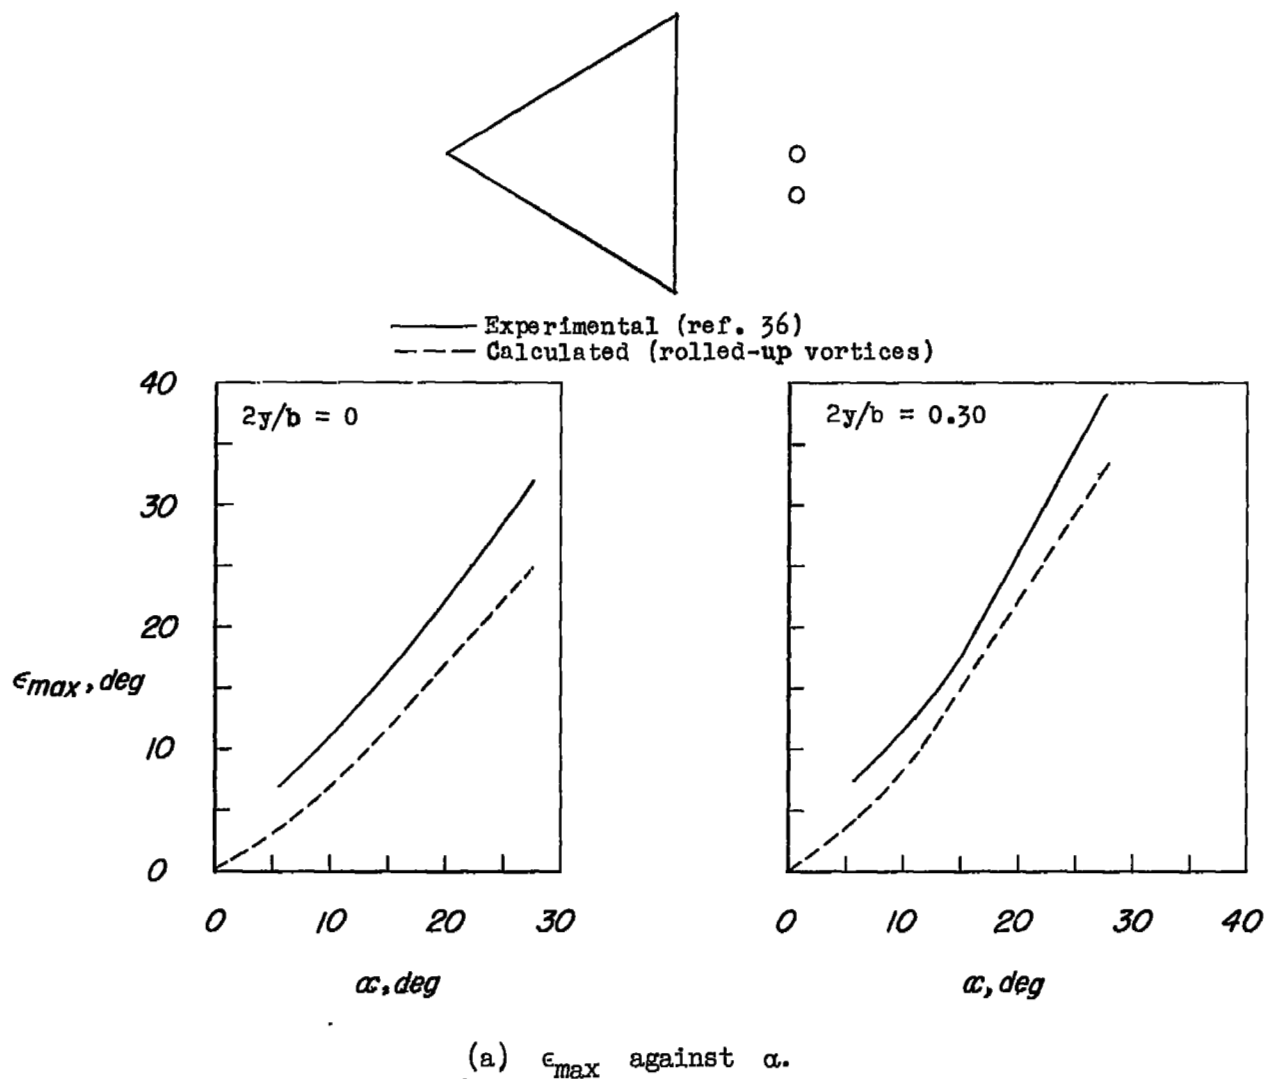 Experimental (ref. 36)
Calculated (rolled-up vortices)
2y/b = 0
2y/b = 0.30
40
30
20
10
0
ϵmax, deg
0 10 20 30
0 10 20 30 40
α, deg
α, deg
(a) ϵmax against α.